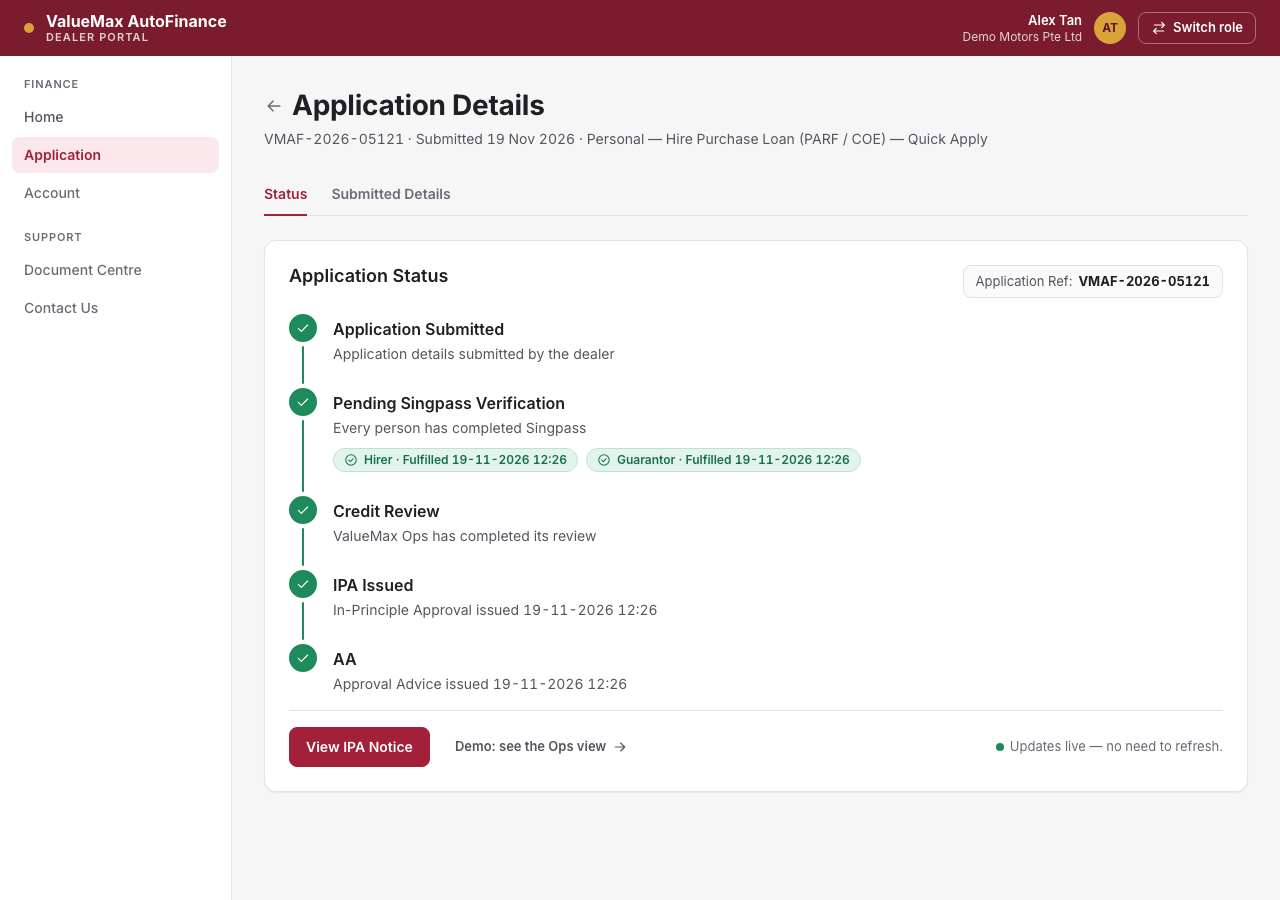 ValueMax AutoFinance
DEALER PORTAL
Alex Tan
Demo Motors Pte Ltd
AT
Switch role
FINANCE
Home
Application
Account
SUPPORT
Document Centre
Contact Us
Application Details
VMAF-2026-05121 · Submitted 19 Nov 2026 · Personal — Hire Purchase Loan (PARF / COE) — Quick Apply
Status
Submitted Details
Application Status
Application Ref: VMAF-2026-05121
Application Submitted
Application details submitted by the dealer
Pending Singpass Verification
Every person has completed Singpass
Hirer · Fulfilled 19-11-2026 12:26
Guarantor · Fulfilled 19-11-2026 12:26
Credit Review
ValueMax Ops has completed its review
IPA Issued
In-Principle Approval issued 19-11-2026 12:26
AA
Approval Advice issued 19-11-2026 12:26
View IPA Notice
Demo: see the Ops view →
Updates live — no need to refresh.